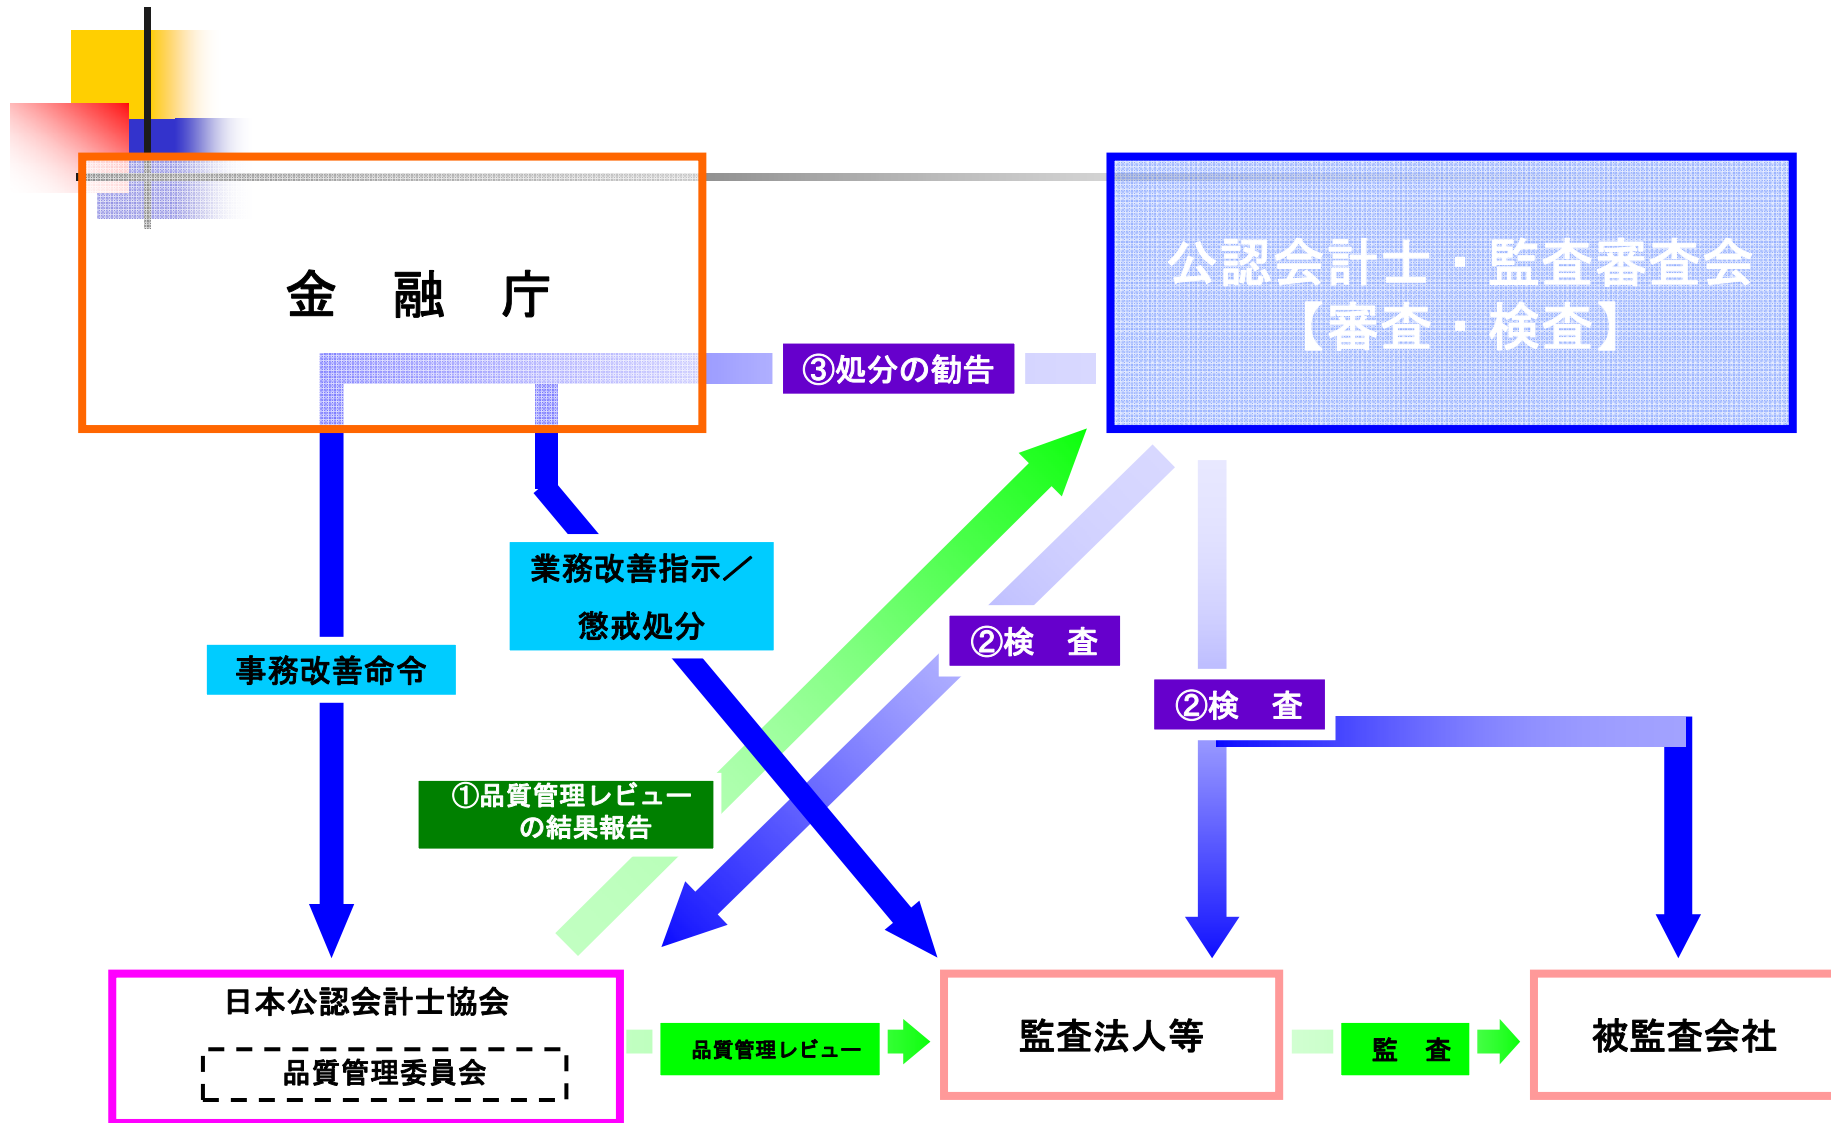 金　融　庁
公認会計士・監査審査会
【審査・検査】
③処分の勧告
業務改善指示／
懲戒処分
②検　査
事務改善命令
②検　査
①品質管理レビュー
の結果報告
日本公認会計士協会
品質管理委員会
品質管理レビュー
監査法人等
監　査
被監査会社